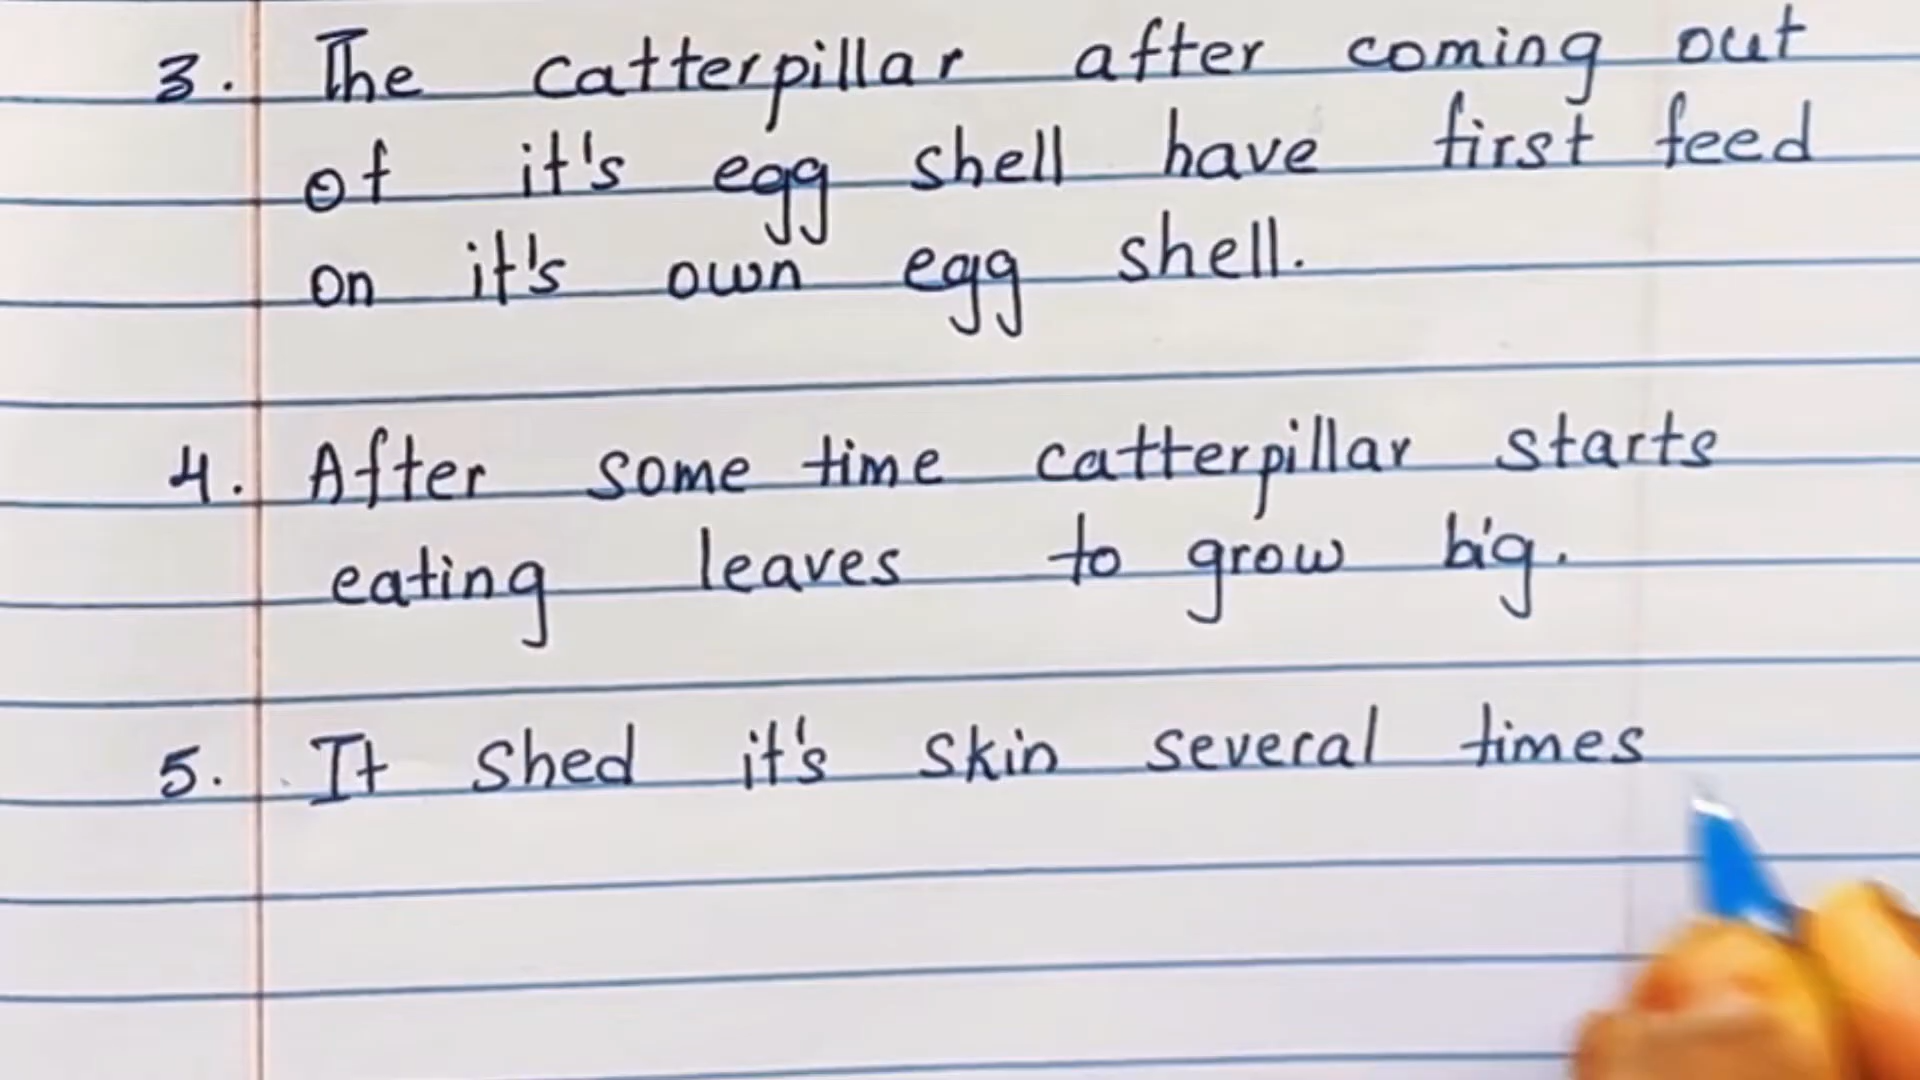 3. The catterpillar after coming out
of it's egg shell have first feed
on it's own egg shell.
4. After some time catterpillar starts
eating leaves to grow big.
5. It shed it's skin several times